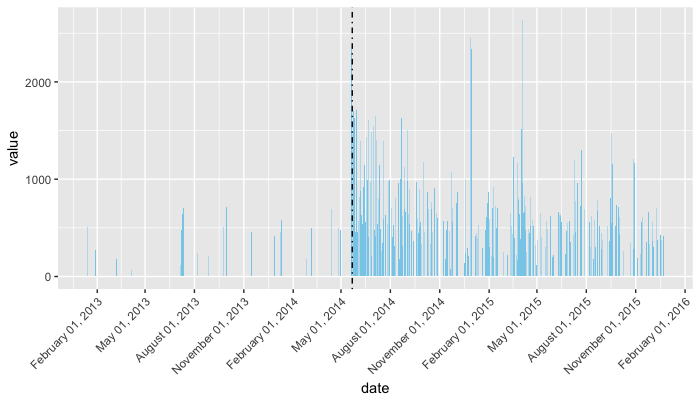 value
2000
1000
0
February 01, 2013
May 01, 2013
August 01, 2013
November 01, 2013
February 01, 2014
May 01, 2014
August 01, 2014
November 01, 2014
February 01, 2015
May 01, 2015
August 01, 2015
November 01, 2015
February 01, 2016
date